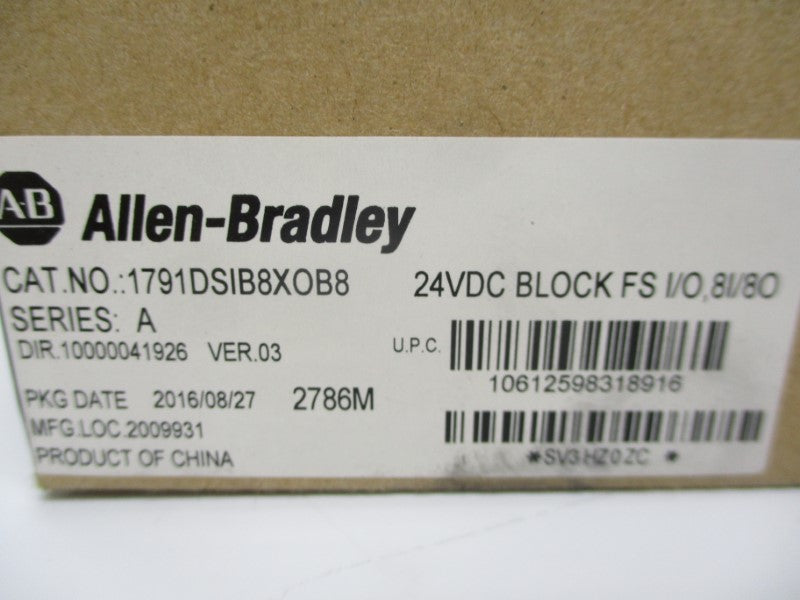 A-B Allen-Bradley
CAT.NO.:1791DSIB8XOB8 24VDC BLOCK FS I/O,8I/8O
SERIES: A
DIR.10000041926 VER.03 U.P.C.
10612598318916
PKG DATE 2016/08/27 2786M
MFG.LOC.2009931
PRODUCT OF CHINA *SV3HZ0ZC *